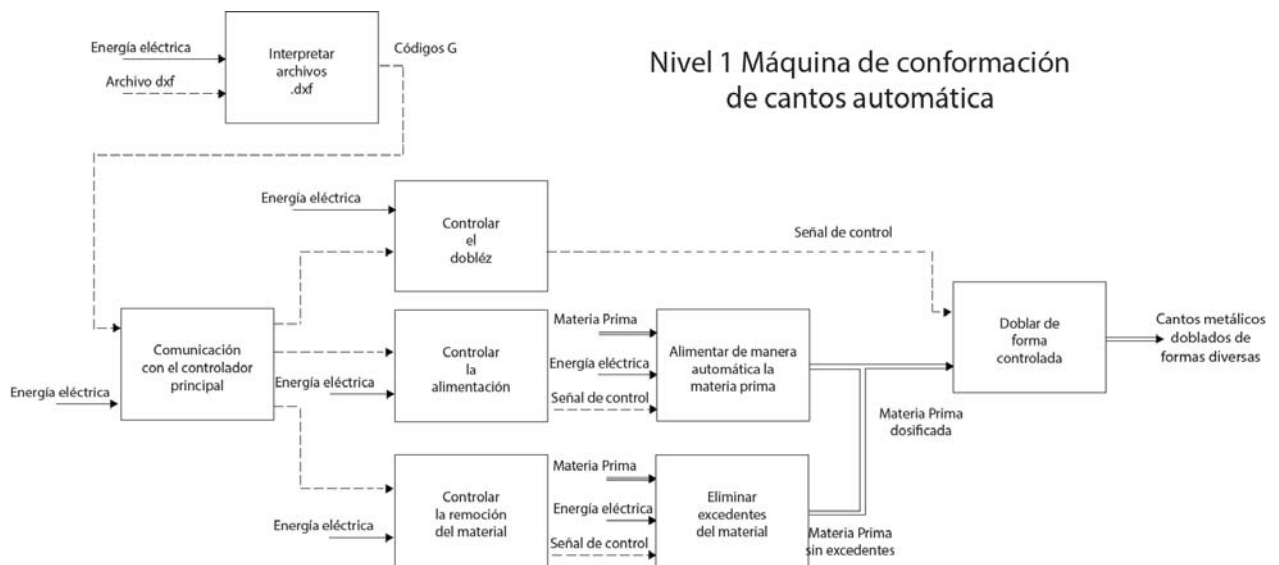 Nivel 1 Máquina de conformación
de cantos automática
Energía eléctrica
Archivo dxf
Interpretar
archivos
.dxf
Códigos G
Energía eléctrica
Controlar
el
dobléz
Señal de control
Comunicación
con el controlador
principal
Energía eléctrica
Controlar
la
alimentación
Energía eléctrica
Materia Prima
Energía eléctrica
Señal de control
Alimentar de manera
automática la
materia prima
Doblar de
forma
controlada
Cantos metálicos
doblados de
formas diversas
Materia Prima
dosificada
Controlar
la remoción
del material
Energía eléctrica
Materia Prima
Energía eléctrica
Señal de control
Eliminar
excedentes
del material
Materia Prima
sin excedentes